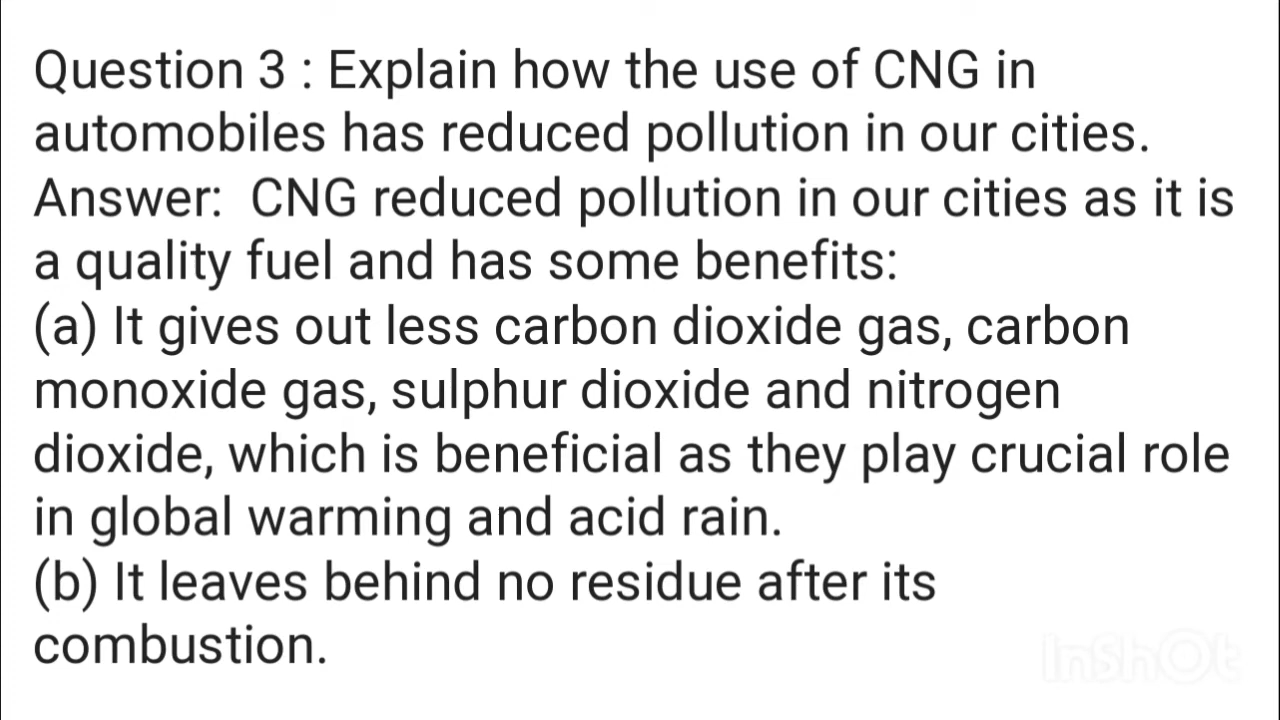 Question 3 : Explain how the use of CNG in
automobiles has reduced pollution in our cities.
Answer:  CNG reduced pollution in our cities as it is
a quality fuel and has some benefits:
(a) It gives out less carbon dioxide gas, carbon
monoxide gas, sulphur dioxide and nitrogen
dioxide, which is beneficial as they play crucial role
in global warming and acid rain.
(b) It leaves behind no residue after its
combustion.
InShOt